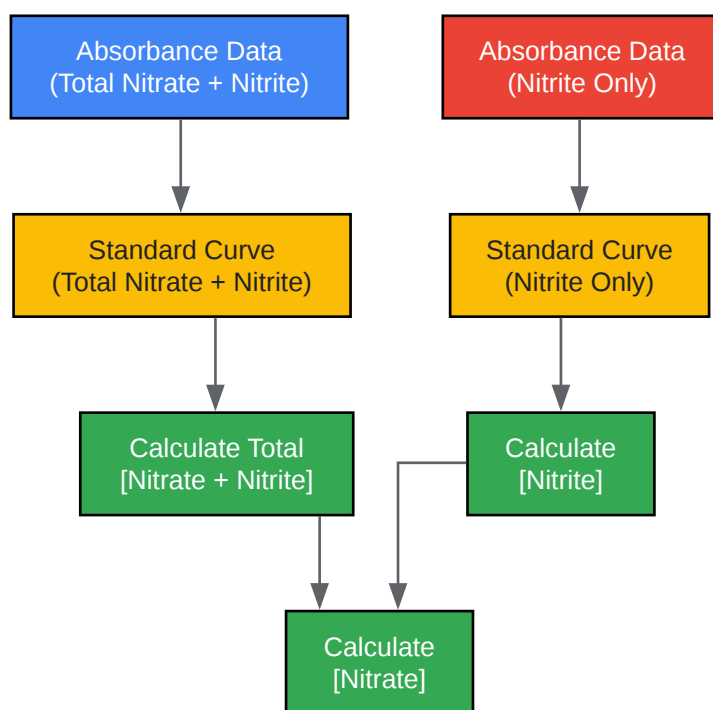 Absorbance Data
(Total Nitrate + Nitrite)
Absorbance Data
(Nitrite Only)
Standard Curve
(Total Nitrate + Nitrite)
Standard Curve
(Nitrite Only)
Calculate Total
[Nitrate + Nitrite]
Calculate
[Nitrite]
Calculate
[Nitrate]